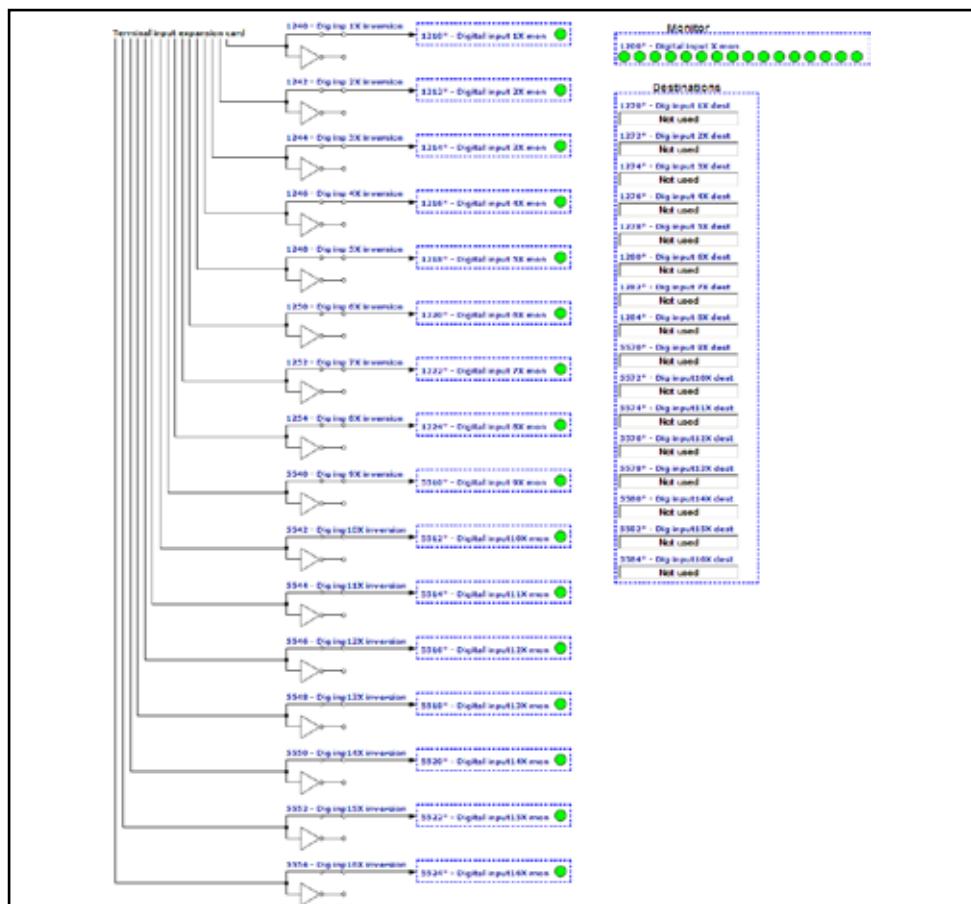 Terminal input expansion card
1240 - Dig inp 1X inversion
1210* - Digital input 1X mon
1242 - Dig inp 2X inversion
1212* - Digital input 2X mon
1244 - Dig inp 3X inversion
1214* - Digital input 3X mon
1246 - Dig inp 4X inversion
1216* - Digital input 4X mon
1248 - Dig inp 5X inversion
1218* - Digital input 5X mon
1250 - Dig inp 6X inversion
1220* - Digital input 6X mon
1252 - Dig inp 7X inversion
1222* - Digital input 7X mon
1254 - Dig inp 8X inversion
1224* - Digital input 8X mon
5540 - Dig inp 9X inversion
5510* - Digital input 9X mon
5542 - Dig inp10X inversion
5512* - Digital input10X mon
5544 - Dig inp11X inversion
5514* - Digital input11X mon
5546 - Dig inp12X inversion
5516* - Digital input12X mon
5548 - Dig inp13X inversion
5518* - Digital input13X mon
5550 - Dig inp14X inversion
5520* - Digital input14X mon
5552 - Dig inp15X inversion
5522* - Digital input15X mon
5554 - Dig inp16X inversion
5524* - Digital input16X mon
Monitor
1200* - Digital input X mon
Destinations
1270* - Dig input 1X dest
Not used
1272* - Dig input 2X dest
Not used
1274* - Dig input 3X dest
Not used
1276* - Dig input 4X dest
Not used
1278* - Dig input 5X dest
Not used
1280* - Dig input 6X dest
Not used
1282* - Dig input 7X dest
Not used
1284* - Dig input 8X dest
Not used
5570* - Dig input 9X dest
Not used
5572* - Dig input10X dest
Not used
5574* - Dig input11X dest
Not used
5576* - Dig input12X dest
Not used
5578* - Dig input13X dest
Not used
5580* - Dig input14X dest
Not used
5582* - Dig input15X dest
Not used
5584* - Dig input16X dest
Not used